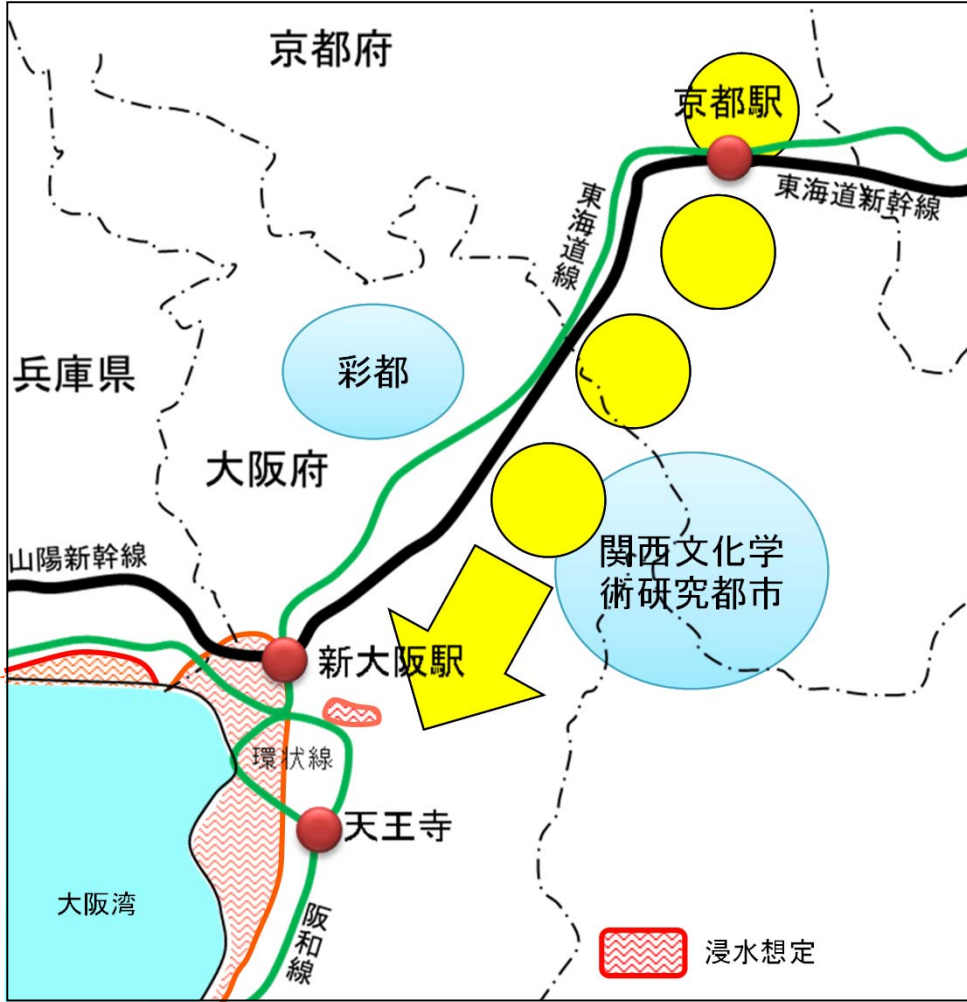 京都府
京都駅
東海道新幹線
東海道線
彩都
兵庫県
大阪府
関西文化学
術研究都市
山陽新幹線
新大阪駅
環状線
天王寺
大阪湾
阪和線
浸水想定